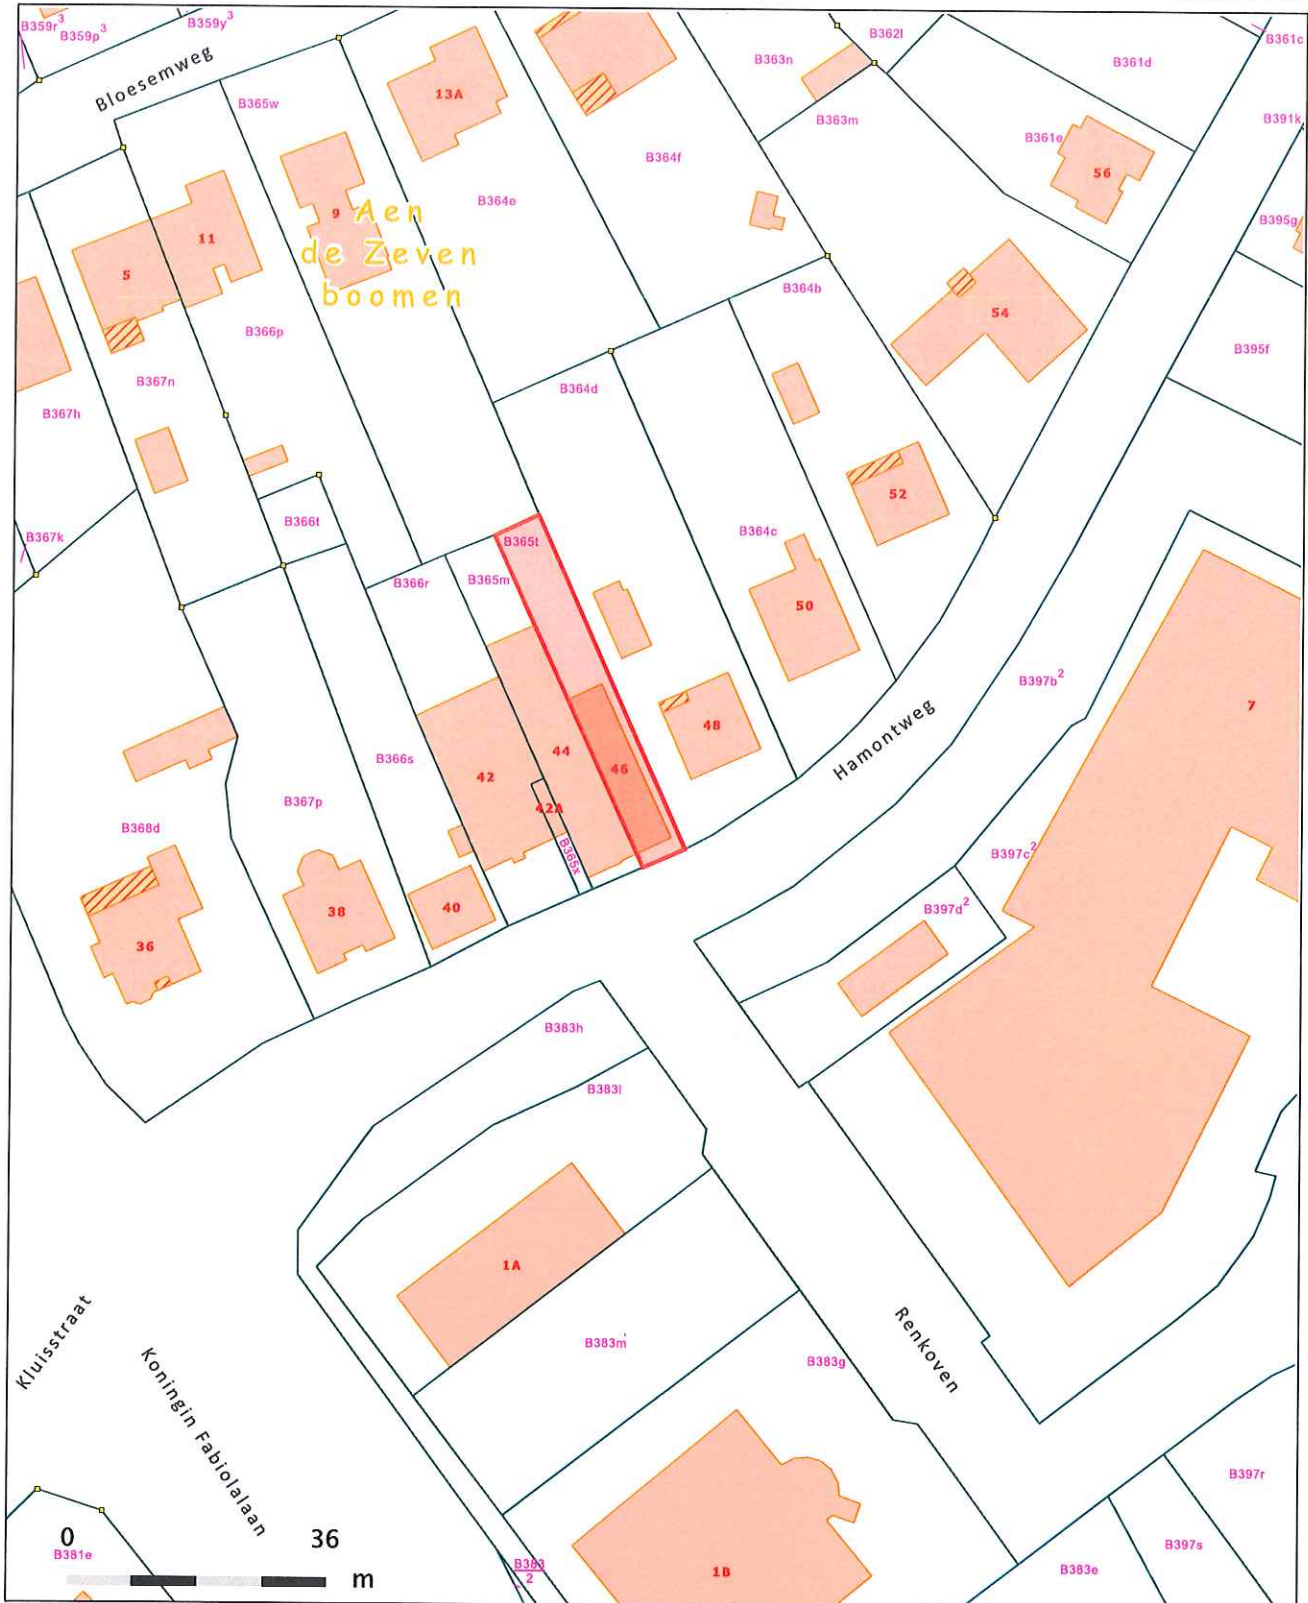 B359r³
B359p³
B359y³
B362l
B361c
B363n
B361d
Bloesemweg
13A
B365w
B363m
B391k
B361e
B364f
56
B364e
9
Aen
B395g
11
5
de Zeven
B364b
boomen
54
B366p
B395f
B367n
B364d
B367h
52
B366t
B364c
B367k
B365t
B366r
B365m
50
B397b²
7
48
Hamontweg
44
B366s
46
42
B367p
42A
B368d
B365x
B397c²
40
38
B397d²
36
B383h
B383l
1A
Kluisstraat
B383m
Renkoven
B383g
Koningin Fabiolalaan
B397r
0 36
m
B381e
B397s
B383
2
1B
B383e